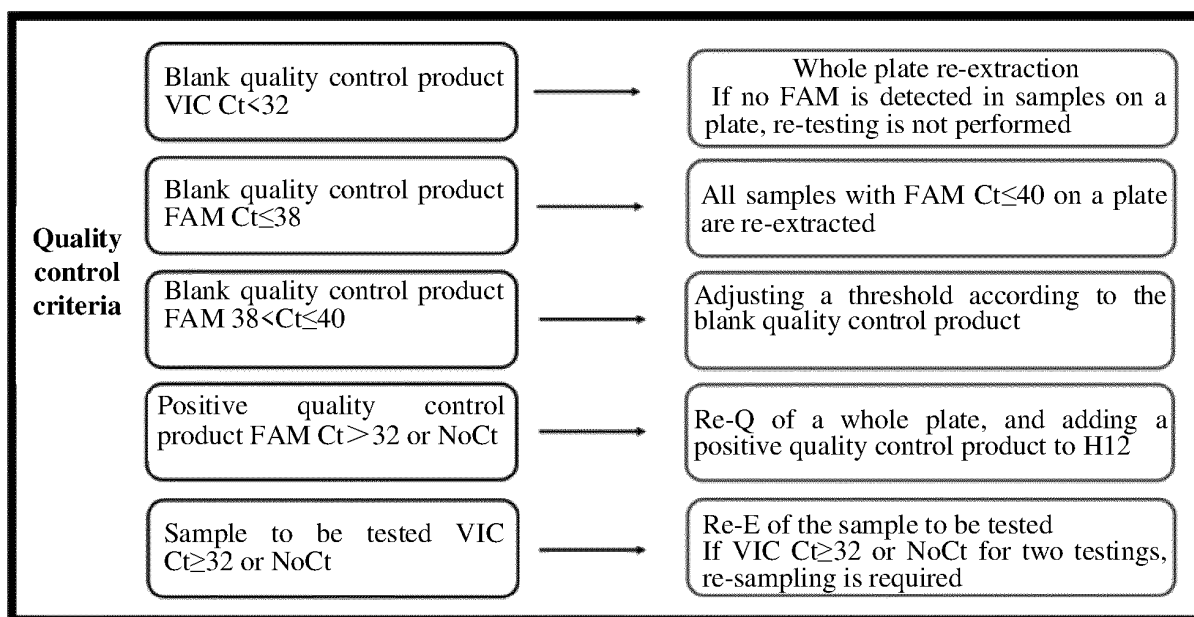 Quality
control
criteria
Blank quality control product
VIC Ct<32
Whole plate re-extraction
If no FAM is detected in samples on a
plate, re-testing is not performed
Blank quality control product
FAM Ct≤38
All samples with FAM Ct≤40 on a plate
are re-extracted
Blank quality control product
FAM 38<Ct≤40
Adjusting a threshold according to the
blank quality control product
Positive quality control
product FAM Ct＞32 or NoCt
Re-Q of a whole plate, and adding a
positive quality control product to H12
Sample to be tested VIC
Ct≥32 or NoCt
Re-E of the sample to be tested
If VIC Ct≥32 or NoCt for two testings,
re-sampling is required